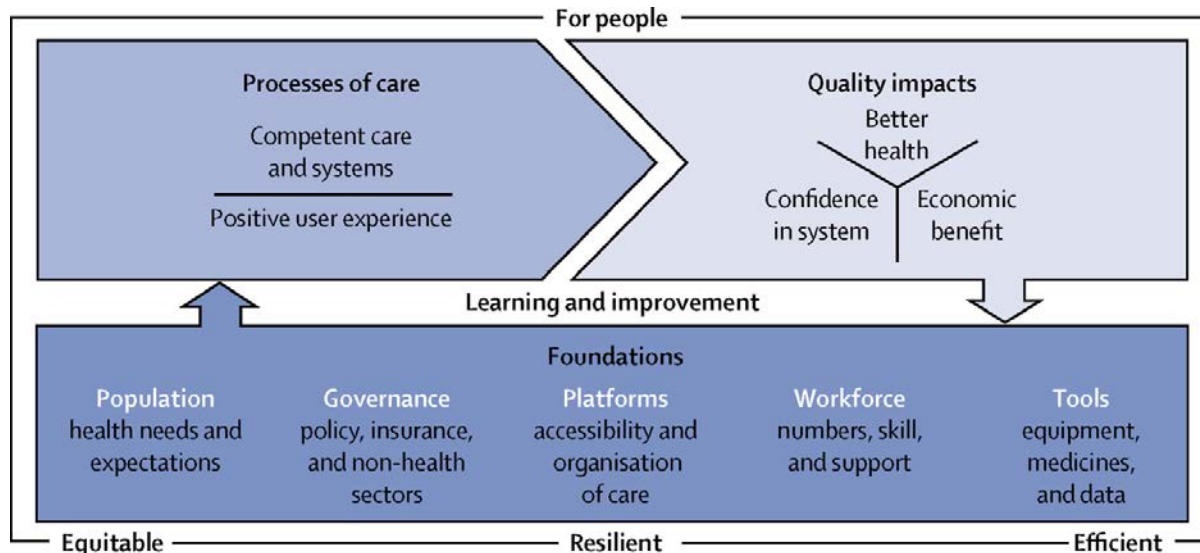 For people
Processes of care
Competent care
and systems
Positive user experience
Quality impacts
Better
health
Confidence
in system
Economic
benefit
Learning and improvement
Foundations
Population
health needs and
expectations
Governance
policy, insurance,
and non-health
sectors
Platforms
accessibility and
organisation
of care
Workforce
numbers, skill,
and support
Tools
equipment,
medicines,
and data
Equitable
Resilient
Efficient